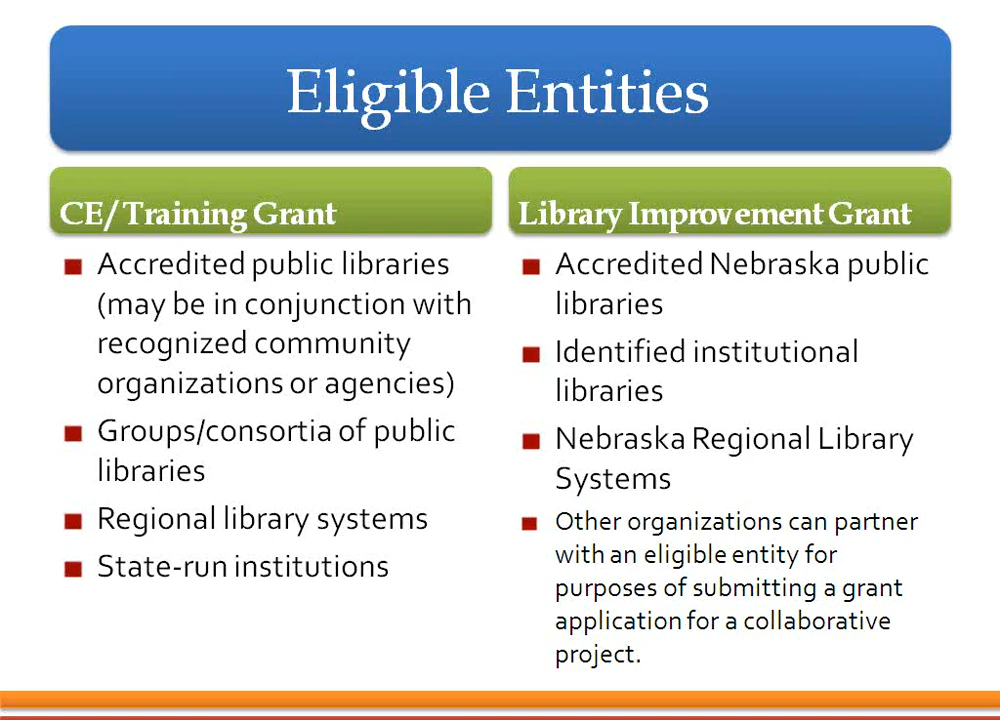 Eligible Entities
CE/Training Grant
Accredited public libraries
(may be in conjunction with
recognized community
organizations or agencies)
Groups/consortia of public
libraries
Regional library systems
State-run institutions
Library Improvement Grant
Accredited Nebraska public
libraries
Identified institutional
libraries
Nebraska Regional Library
Systems
Other organizations can partner
with an eligible entity for
purposes of submitting a grant
application for a collaborative
project.